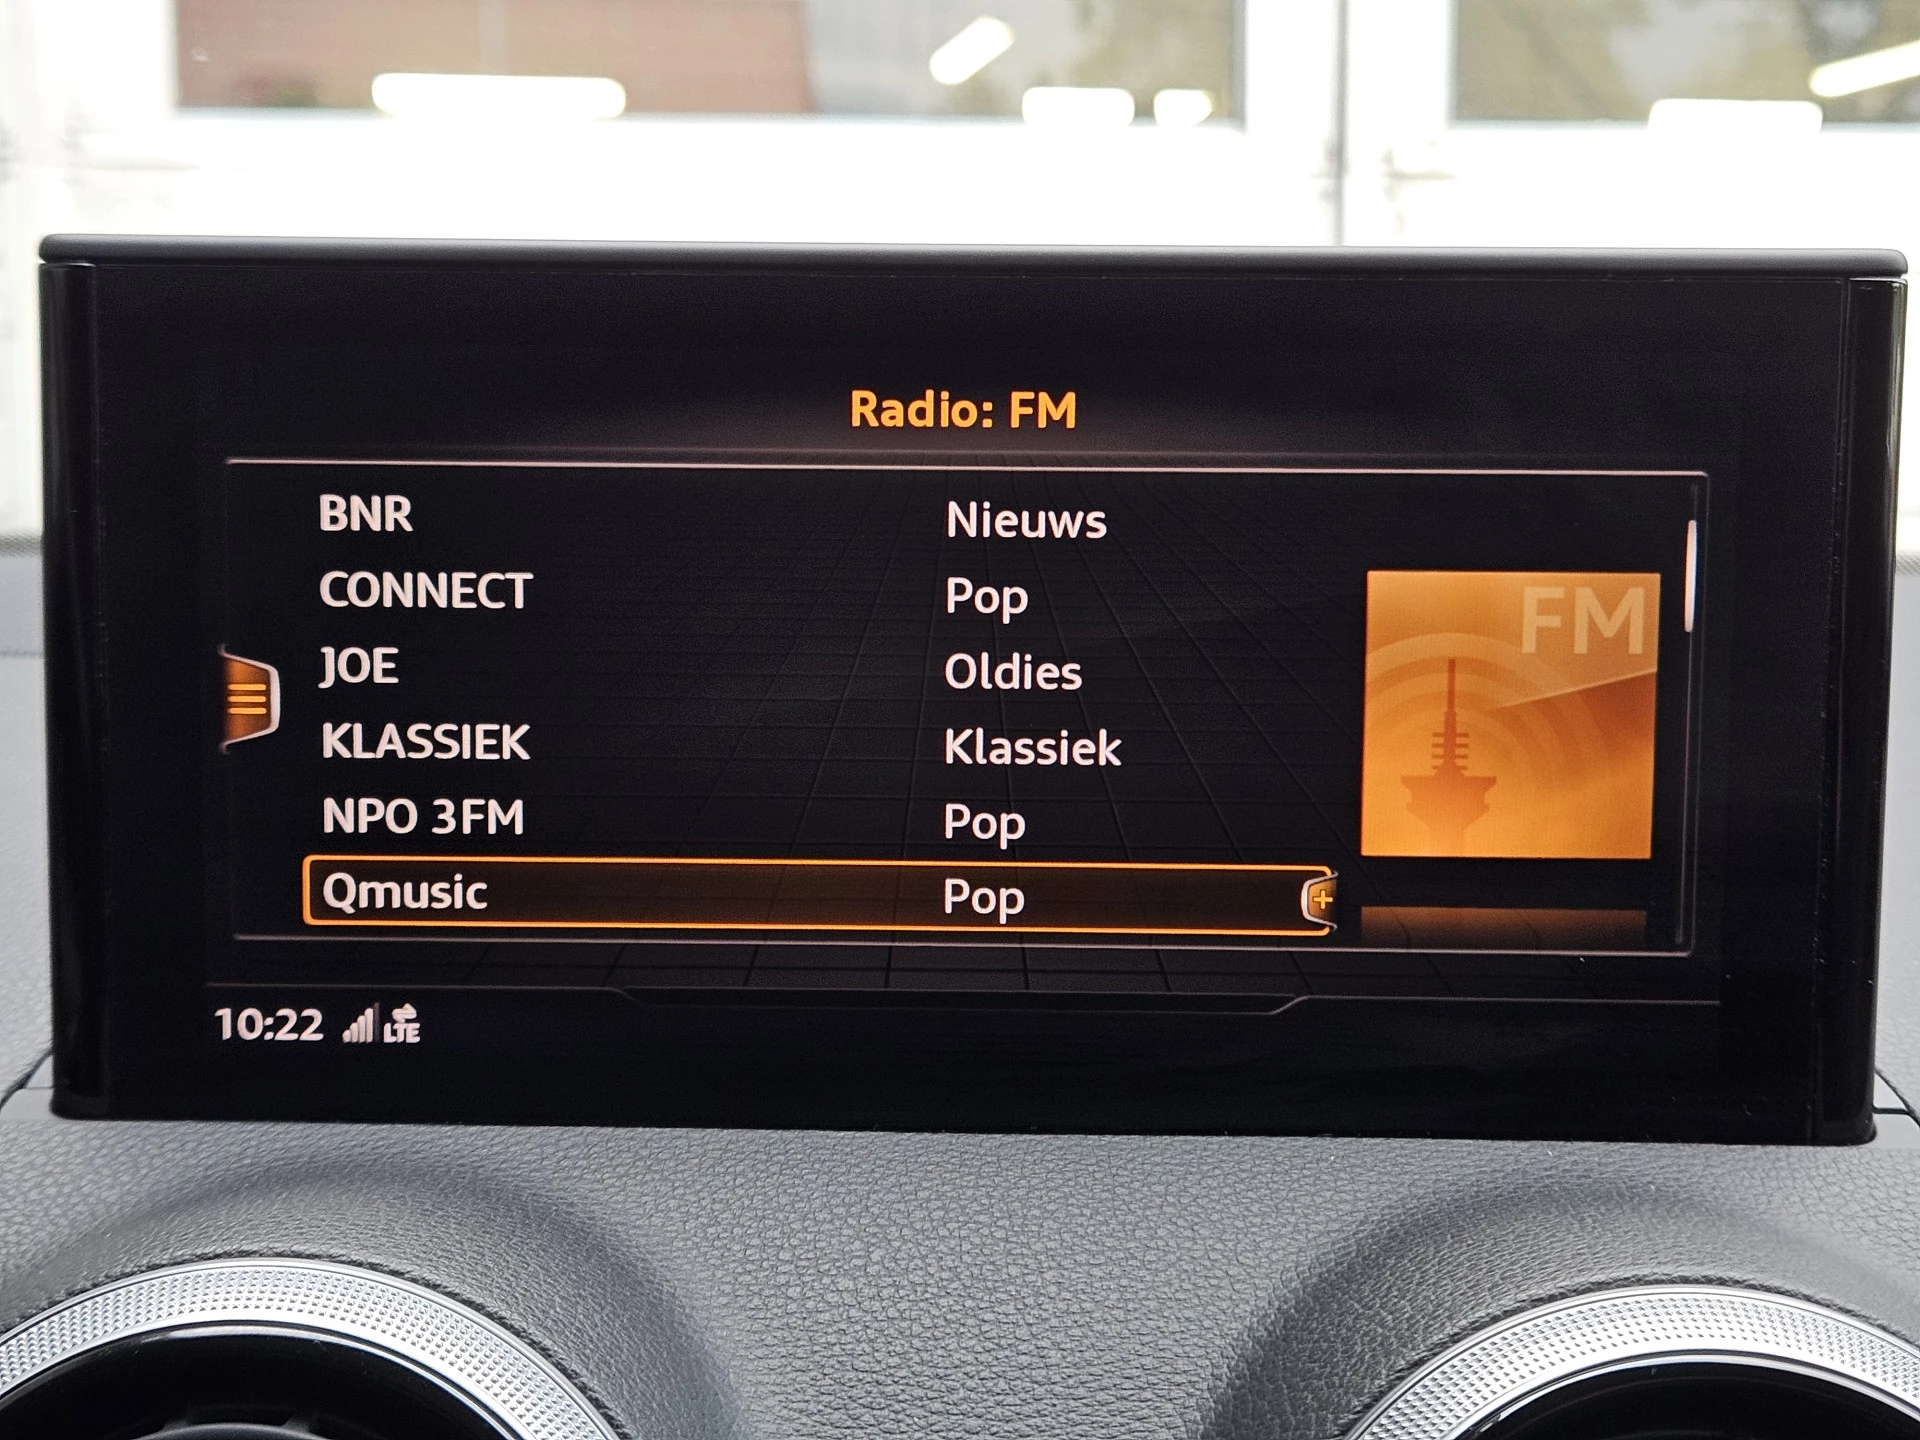 Radio: FM
BNR Nieuws
CONNECT Pop
JOE Oldies
KLASSIEK Klassiek
NPO 3FM Pop
Qmusic Pop
FM
10:22 LTE